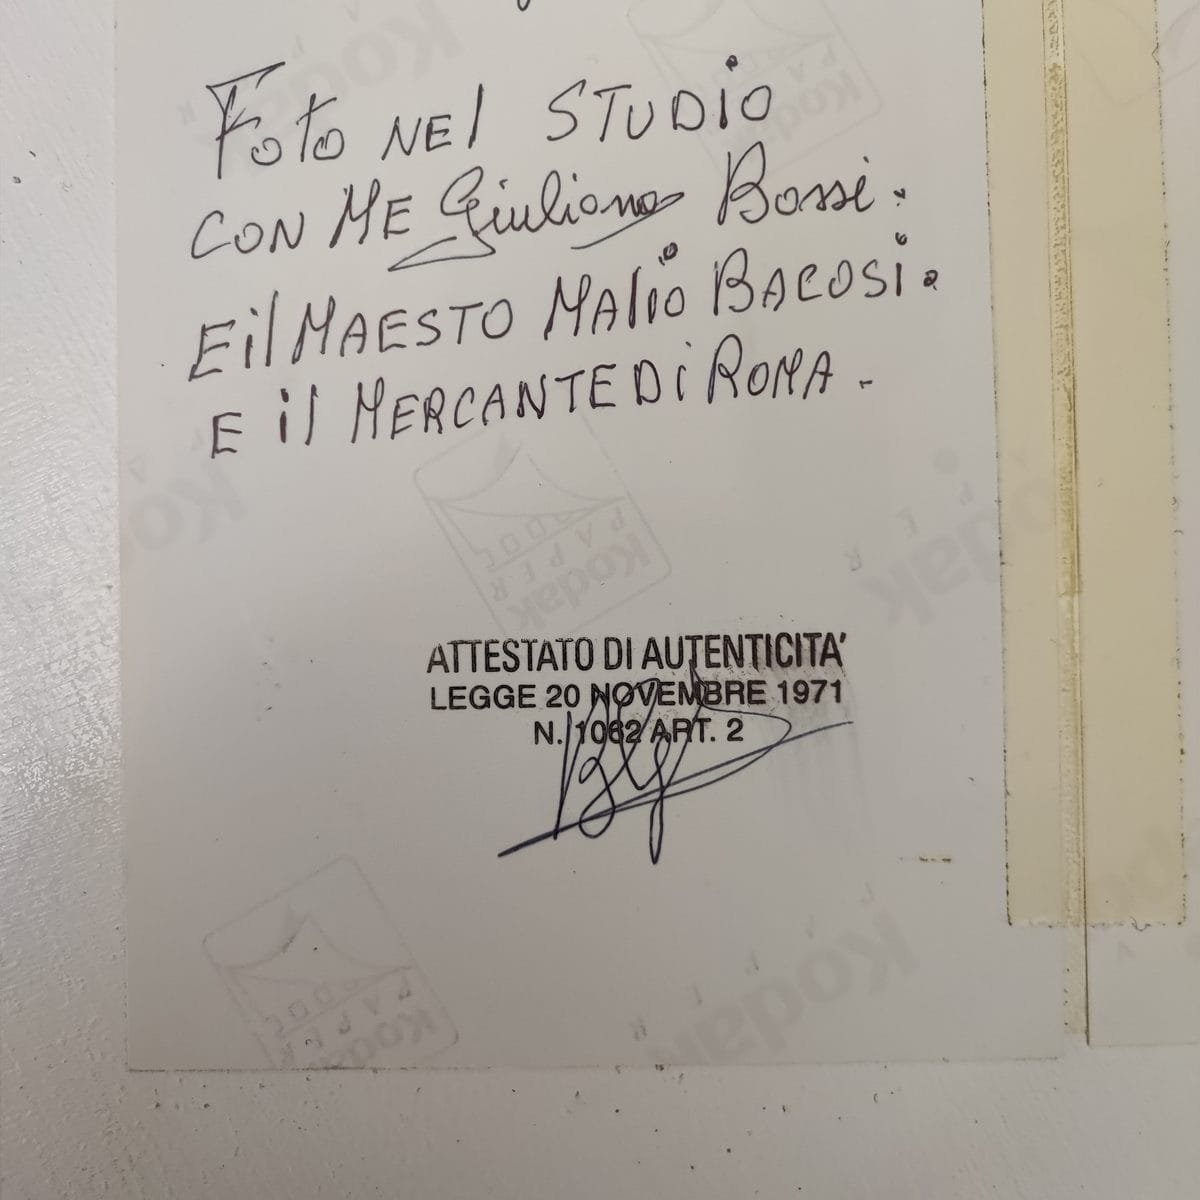 FOTO NEl STUDIO
CON ME Giuliano Bossi.
E il MAESTO MALIO BACOSI.
E il MERCANTE DI ROMA -
ATTESTATO DI AUTENTICITA'
LEGGE 20 NOVEMBRE 1971
N. 1062 ART. 2